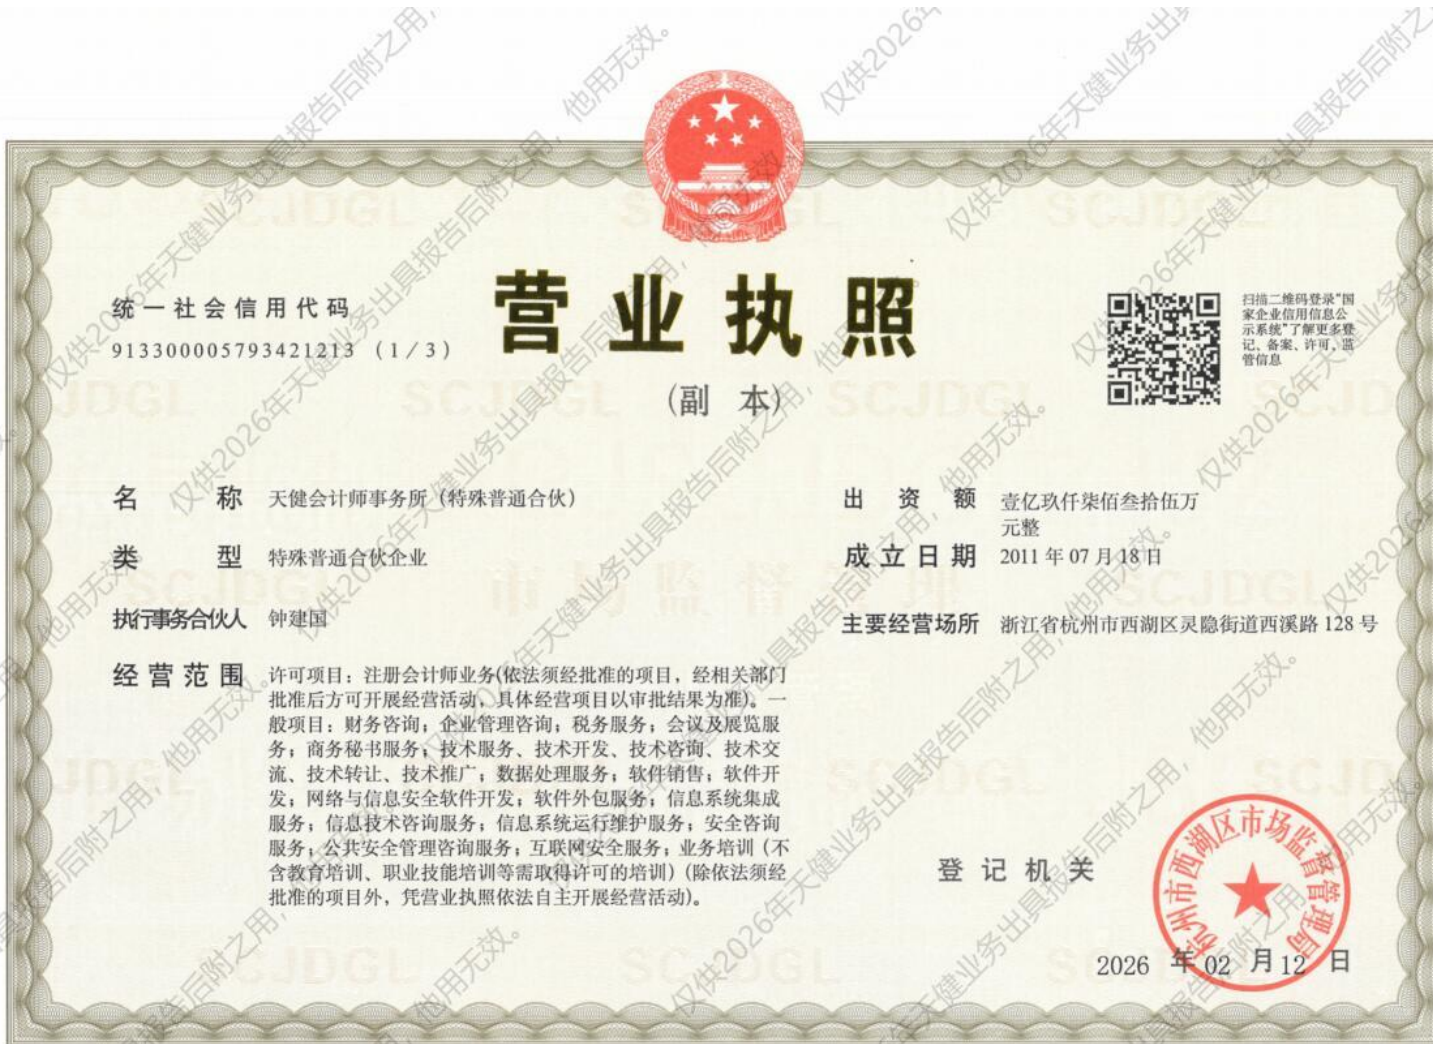 营业执照
(副 本)
统一社会信用代码
913300005793421213 (1/3)
扫描二维码登录“国
家企业信用信息公
示系统”了解更多登
记、备案、许可、监
管信息
名 称 天健会计师事务所（特殊普通合伙）
类 型 特殊普通合伙企业
执行事务合伙人 钟建国
经营范围 许可项目：注册会计师业务(依法须经批准的项目，经相关部门
批准后方可开展经营活动，具体经营项目以审批结果为准)。一
般项目：财务咨询；企业管理咨询；税务服务；会议及展览服
务；商务秘书服务；技术服务、技术开发、技术咨询、技术交
流、技术转让、技术推广；数据处理服务；软件销售；软件开
发；网络与信息安全软件开发；软件外包服务；信息系统集成
服务；信息技术咨询服务；信息系统运行维护服务；安全咨询
服务；公共安全管理咨询服务；互联网安全服务；业务培训（不
含教育培训、职业技能培训等需取得许可的培训）(除依法须经
批准的项目外，凭营业执照依法自主开展经营活动)。
出 资 额 壹亿玖仟柒佰叁拾伍万
元整
成立日期 2011年07月18日
主要经营场所 浙江省杭州市西湖区灵隐街道西溪路128号
登记机关
杭州市西湖区市场监督管理局
2026 年 02 月 12 日
仅供2026年天健业务出具报告后附之用，他用无效。
SCJDGL
市场监督管理